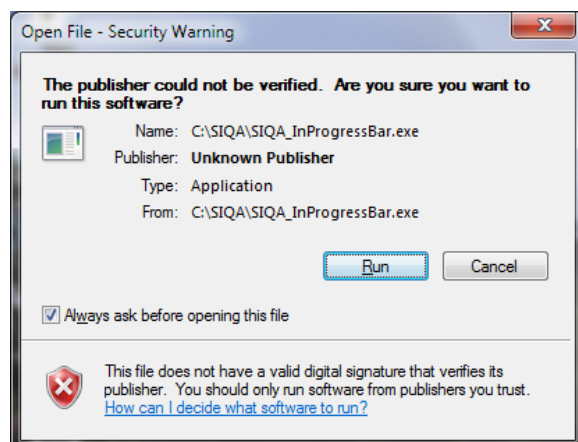 Open File - Security Warning
The publisher could not be verified.  Are you sure you want to
run this software?
Name: C:\SIQA\SIQA_InProgressBar.exe
Publisher: Unknown Publisher
Type: Application
From: C:\SIQA\SIQA_InProgressBar.exe
Run Cancel
Always ask before opening this file
This file does not have a valid digital signature that verifies its
publisher.  You should only run software from publishers you trust.
How can I decide what software to run?